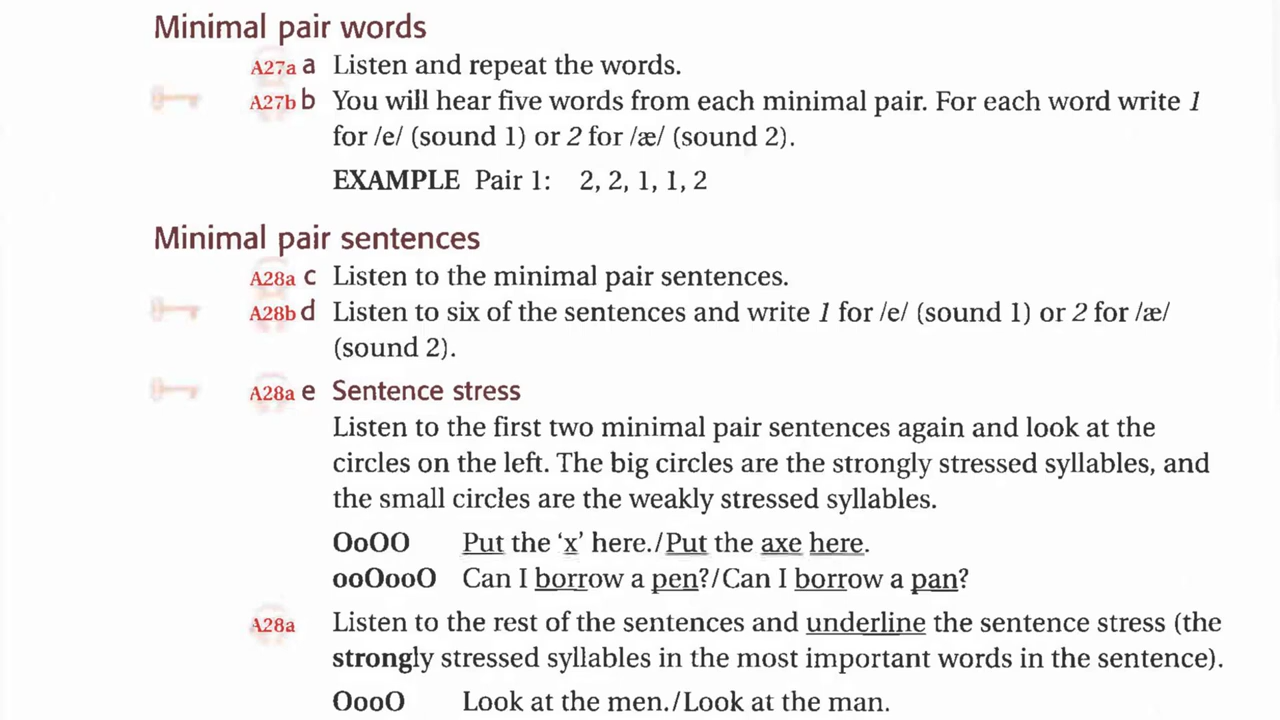 Minimal pair words
A27a a Listen and repeat the words.
A27b b You will hear five words from each minimal pair. For each word write 1
for /e/ (sound 1) or 2 for /æ/ (sound 2).
EXAMPLE Pair 1: 2, 2, 1, 1, 2
Minimal pair sentences
A28a c Listen to the minimal pair sentences.
A28b d Listen to six of the sentences and write 1 for /e/ (sound 1) or 2 for /æ/
(sound 2).
A28a e Sentence stress
Listen to the first two minimal pair sentences again and look at the
circles on the left. The big circles are the strongly stressed syllables, and
the small circles are the weakly stressed syllables.
OoOO Put the ‘x’ here./Put the axe here.
ooOooO Can I borrow a pen?/Can I borrow a pan?
A28a Listen to the rest of the sentences and underline the sentence stress (the
strongly stressed syllables in the most important words in the sentence).
OooO Look at the men./Look at the man.